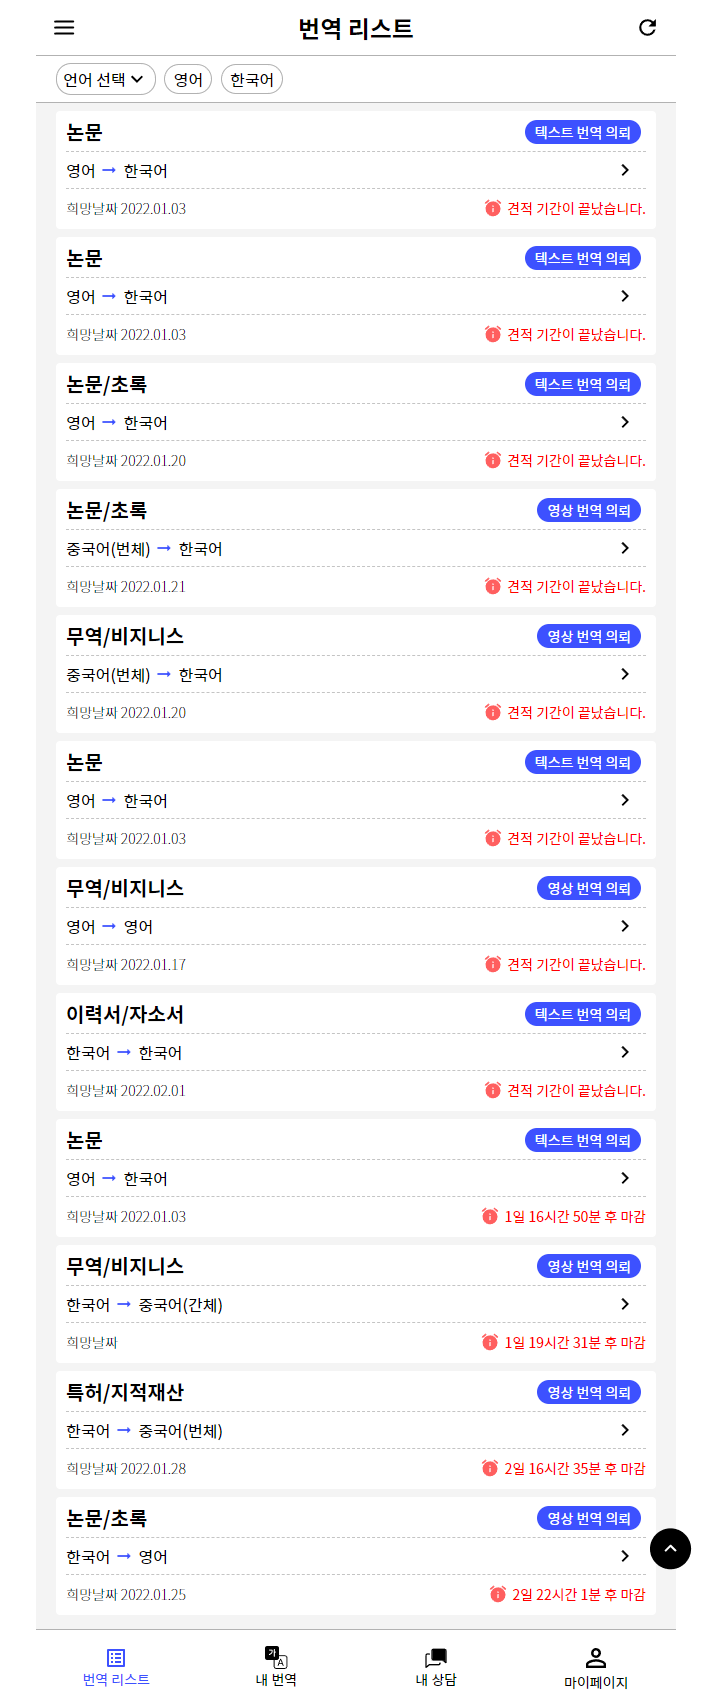 번역 리스트
언어 선택 영어 한국어
논문 테스트 번역 의뢰
영어 → 한국어
희망날짜 2022.01.03 견적 기간이 끝났습니다.
논문 테스트 번역 의뢰
영어 → 한국어
희망날짜 2022.01.03 견적 기간이 끝났습니다.
논문/초록 테스트 번역 의뢰
영어 → 한국어
희망날짜 2022.01.20 견적 기간이 끝났습니다.
논문/초록 영상 번역 의뢰
중국어(번체) → 한국어
희망날짜 2022.01.21 견적 기간이 끝났습니다.
무역/비지니스 영상 번역 의뢰
중국어(번체) → 한국어
희망날짜 2022.01.20 견적 기간이 끝났습니다.
논문 테스트 번역 의뢰
영어 → 한국어
희망날짜 2022.01.03 견적 기간이 끝났습니다.
무역/비지니스 영상 번역 의뢰
영어 → 영어
희망날짜 2022.01.17 견적 기간이 끝났습니다.
이력서/자소서 테스트 번역 의뢰
한국어 → 한국어
희망날짜 2022.02.01 견적 기간이 끝났습니다.
논문 테스트 번역 의뢰
영어 → 한국어
희망날짜 2022.01.03 1일 16시간 50분 후 마감
무역/비지니스 영상 번역 의뢰
한국어 → 중국어(간체)
희망날짜 1일 19시간 31분 후 마감
특허/지적재산 영상 번역 의뢰
한국어 → 중국어(번체)
희망날짜 2022.01.28 2일 16시간 35분 후 마감
논문/초록 영상 번역 의뢰
한국어 → 영어
희망날짜 2022.01.25 2일 22시간 1분 후 마감
가 A
번역 리스트 내 번역 내 상담 마이페이지